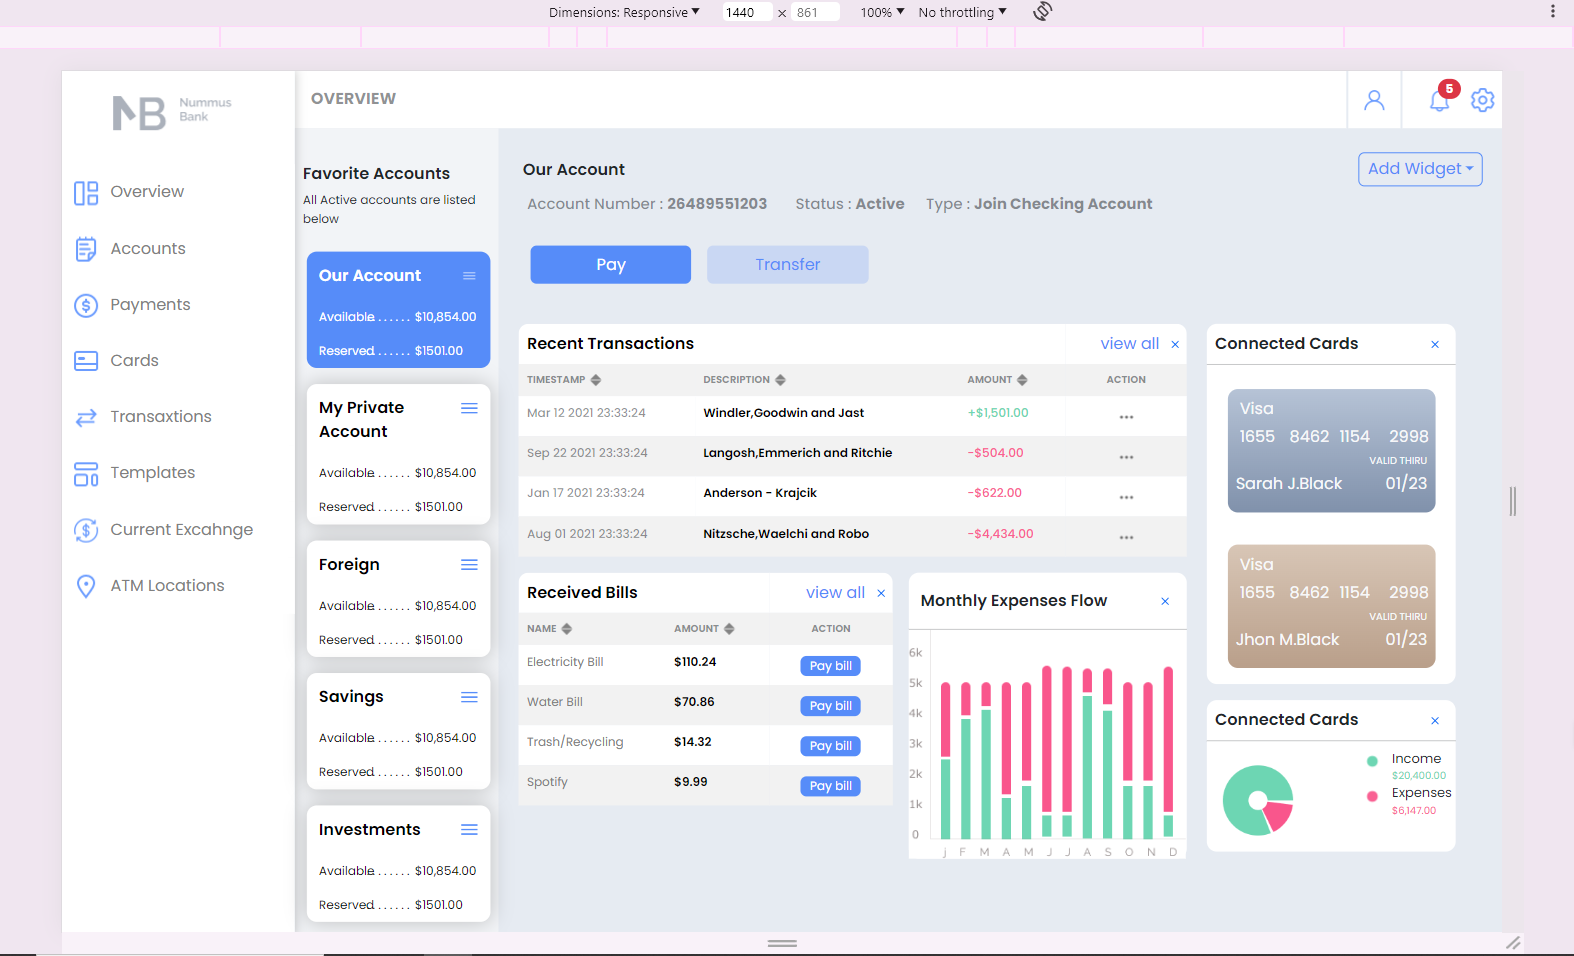 Dimensions: Responsive
1440 × 861
100%
No throttling
Nummus
Bank
OVERVIEW
5
Overview
Accounts
Payments
Cards
Transaxtions
Templates
Current Excahnge
ATM Locations
Favorite Accounts
All Active accounts are listed
below
Our Account
Available ...... $10,854.00
Reserved ...... $1501.00
My Private
Account
Available ...... $10,854.00
Reserved ...... $1501.00
Foreign
Available ...... $10,854.00
Reserved ...... $1501.00
Savings
Available ...... $10,854.00
Reserved ...... $1501.00
Investments
Available ...... $10,854.00
Reserved ...... $1501.00
Our Account
Add Widget
Account Number : 26489551203 Status : Active Type : Join Checking Account
Pay
Transfer
Recent Transactions view all ×
TIMESTAMP DESCRIPTION AMOUNT ACTION
Mar 12 2021 23:33:24 Windler,Goodwin and Jast +$1,501.00 •••
Sep 22 2021 23:33:24 Langosh,Emmerich and Ritchie -$504.00 •••
Jan 17 2021 23:33:24 Anderson - Krajcik -$622.00 •••
Aug 01 2021 23:33:24 Nitzsche,Waelchi and Robo -$4,434.00 •••
Received Bills view all ×
NAME AMOUNT ACTION
Electricity Bill $110.24 Pay bill
Water Bill $70.86 Pay bill
Trash/Recycling $14.32 Pay bill
Spotify $9.99 Pay bill
Monthly Expenses Flow ×
6k
5k
4k
3k
2k
1k
0
j F M A M J J A S O N D
Connected Cards ×
Visa
1655 8462 1154 2998
VALID THRU
Sarah J.Black 01/23
Visa
1655 8462 1154 2998
VALID THRU
Jhon M.Black 01/23
Connected Cards ×
Income
$20,400.00
Expenses
$6,147.00